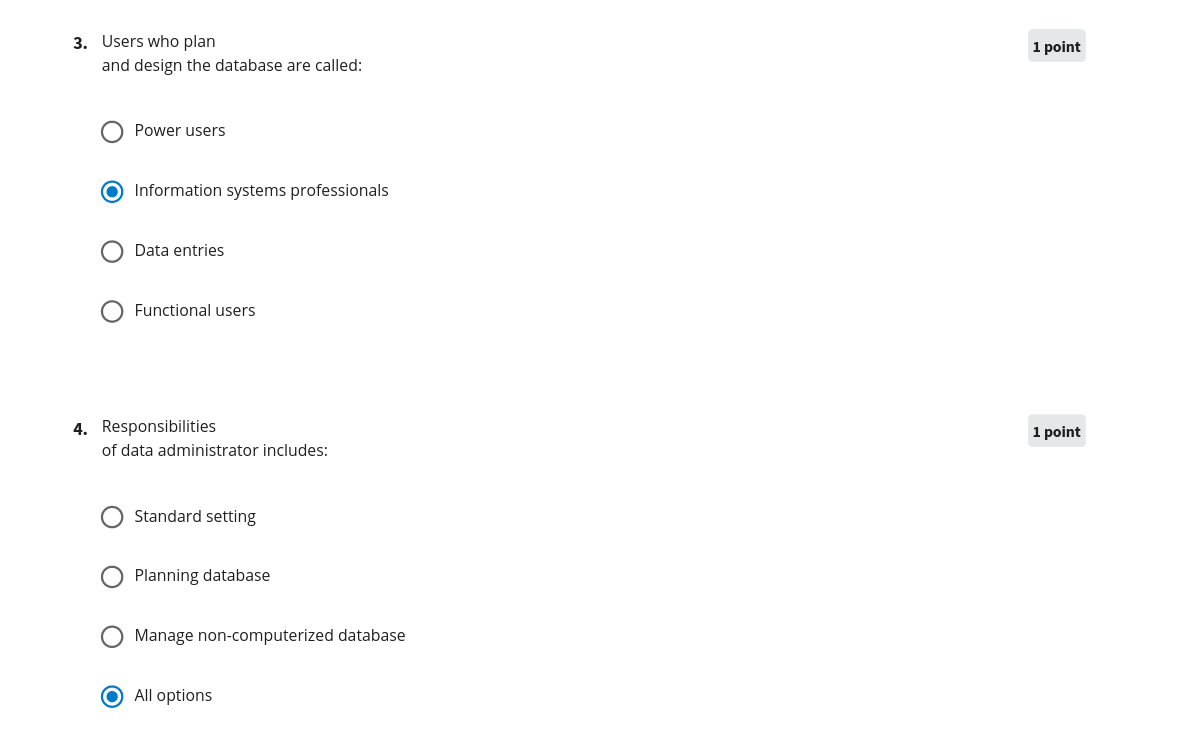 3. Users who plan 1 point
and design the database are called:
Power users
Information systems professionals
Data entries
Functional users
4. Responsibilities 1 point
of data administrator includes:
Standard setting
Planning database
Manage non-computerized database
All options